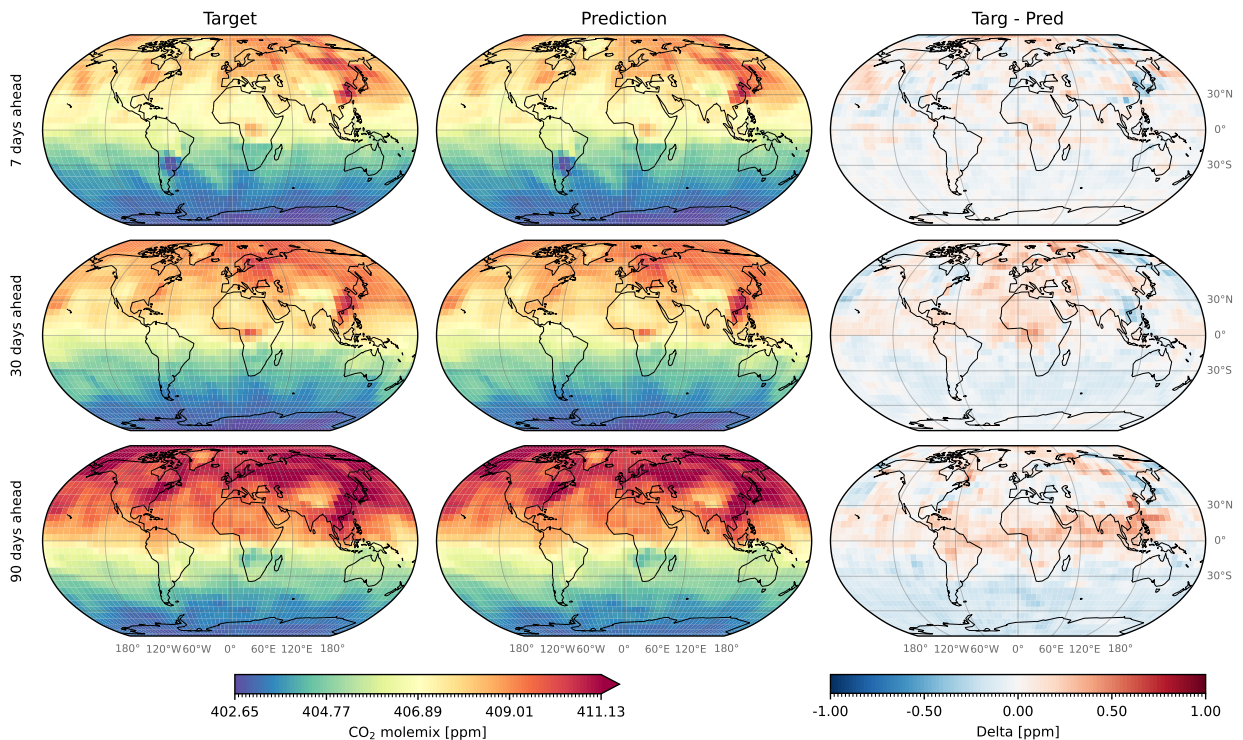 Target
Prediction
Targ - Pred
7 days ahead
30°N
0°
30°S
30 days ahead
30°N
0°
30°S
90 days ahead
30°N
0°
30°S
180° 120°W 60°W 0° 60°E 120°E 180°
180° 120°W 60°W 0° 60°E 120°E 180°
180° 120°W 60°W 0° 60°E 120°E 180°
402.65 404.77 406.89 409.01 411.13
CO₂ molemix [ppm]
-1.00 -0.50 0.00 0.50 1.00
Delta [ppm]